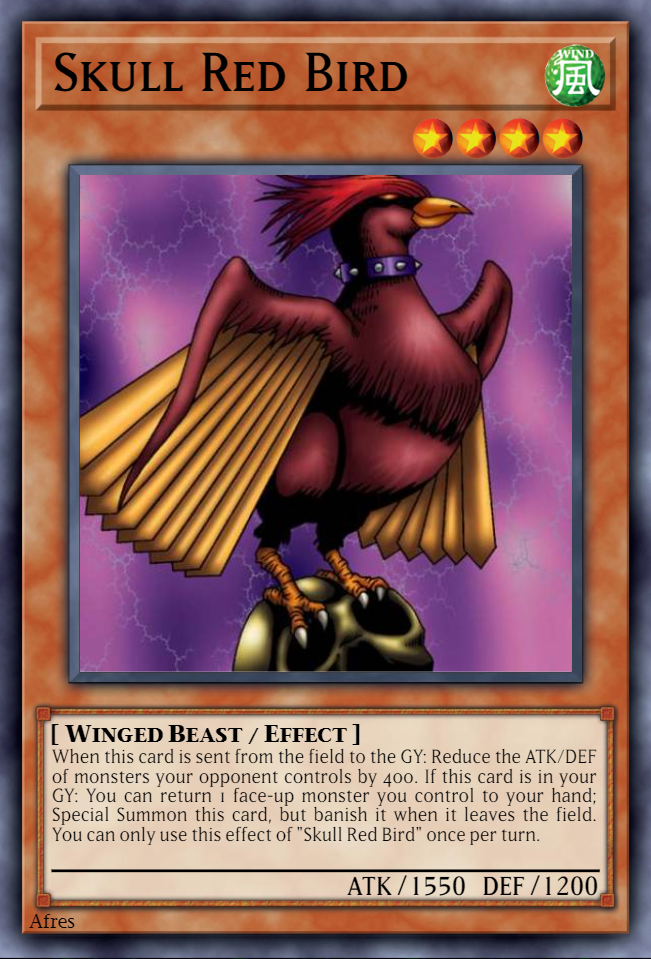 Skull Red Bird
WIND
風
[ Winged Beast / Effect ]
When this card is sent from the field to the GY: Reduce the ATK/DEF
of monsters your opponent controls by 400. If this card is in your
GY: You can return 1 face-up monster you control to your hand;
Special Summon this card, but banish it when it leaves the field.
You can only use this effect of "Skull Red Bird" once per turn.
ATK/1550 DEF/1200
Afres